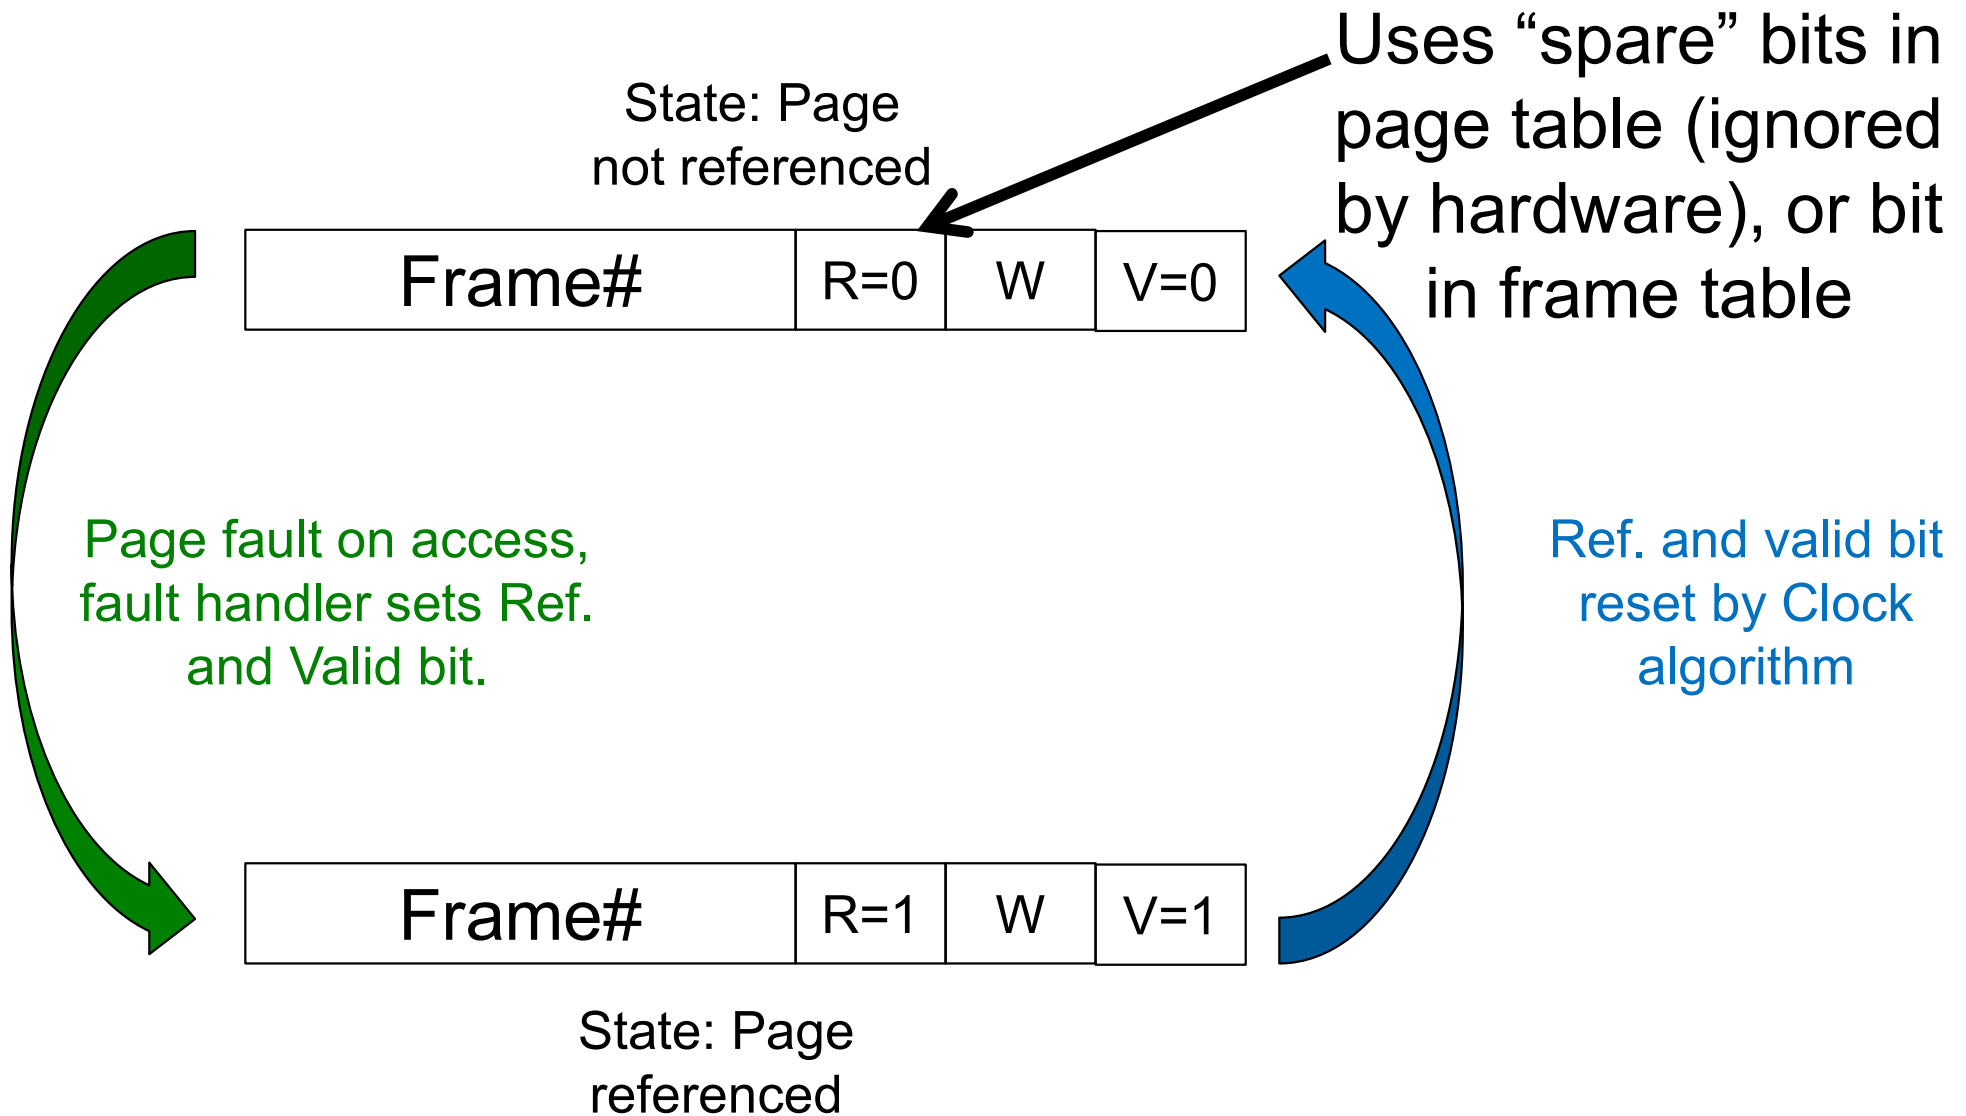 Uses “spare” bits in
page table (ignored
by hardware), or bit
in frame table
State: Page
not referenced
Frame# R=0 W V=0
Page fault on access,
fault handler sets Ref.
and Valid bit.
Ref. and valid bit
reset by Clock
algorithm
Frame# R=1 W V=1
State: Page
referenced